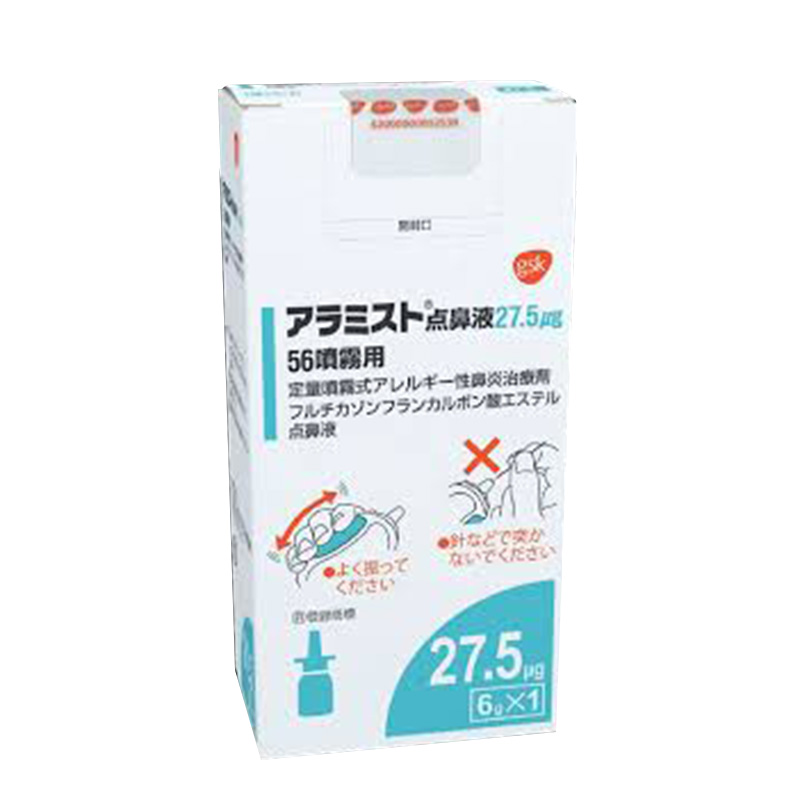 開封口
gsk
アラミスト®点鼻液27.5μg
56噴霧用
定量噴霧式アレルギー性鼻炎治療剤
フルチカゾンフランカルボン酸エステル
点鼻液
●よく振って
ください
●針などで突か
ないでください
27.5μg
6g×1